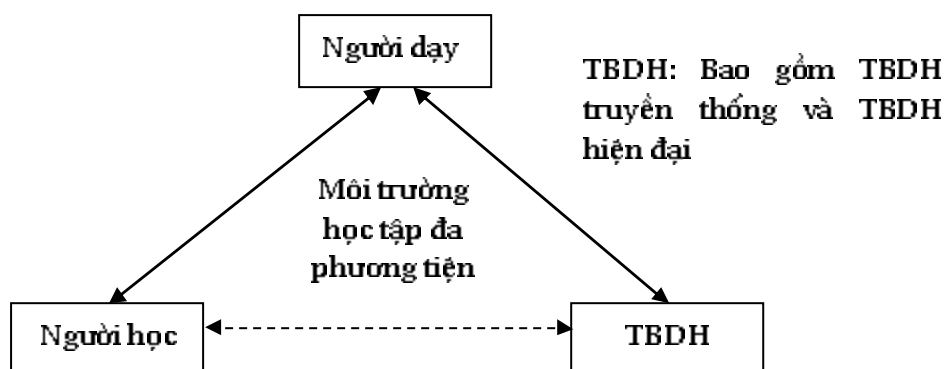 Người dạy
TBDH: Bao gồm TBDH
truyền thống và TBDH
hiện đại
Môi trường
học tập đa
phương tiện
Người học
TBDH